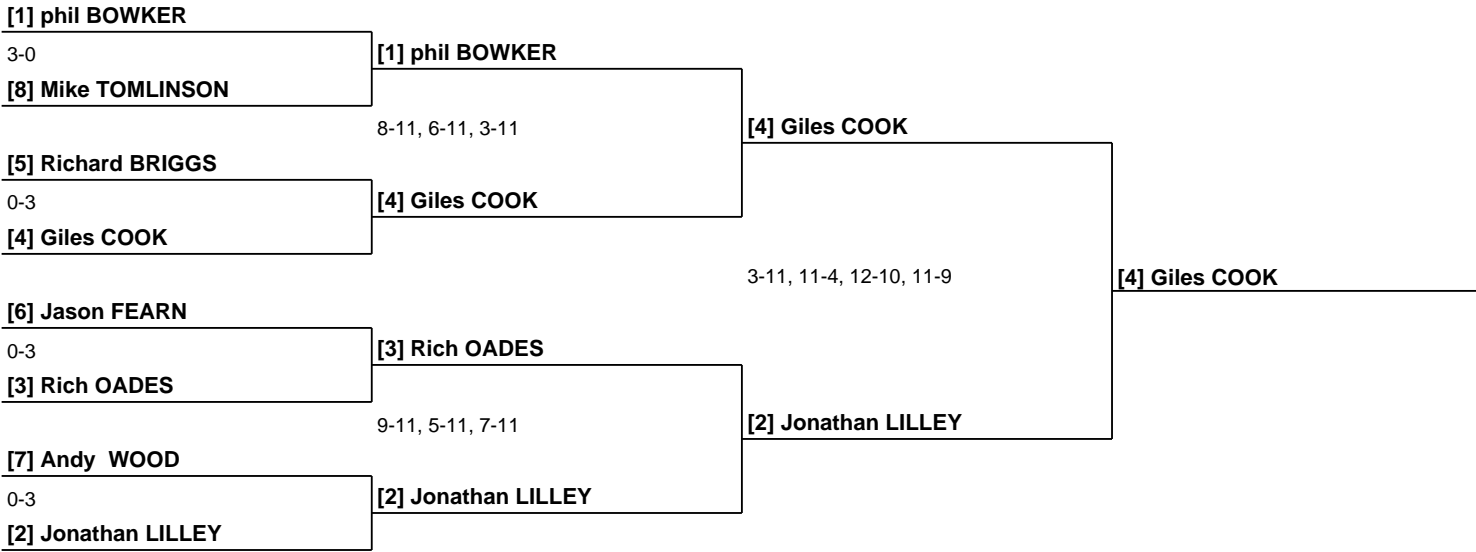 [1] phil BOWKER
3-0
[1] phil BOWKER
[8] Mike TOMLINSON
8-11, 6-11, 3-11
[4] Giles COOK
[5] Richard BRIGGS
0-3
[4] Giles COOK
[4] Giles COOK
3-11, 11-4, 12-10, 11-9
[4] Giles COOK
[6] Jason FEARN
0-3
[3] Rich OADES
[3] Rich OADES
9-11, 5-11, 7-11
[2] Jonathan LILLEY
[7] Andy  WOOD
0-3
[2] Jonathan LILLEY
[2] Jonathan LILLEY